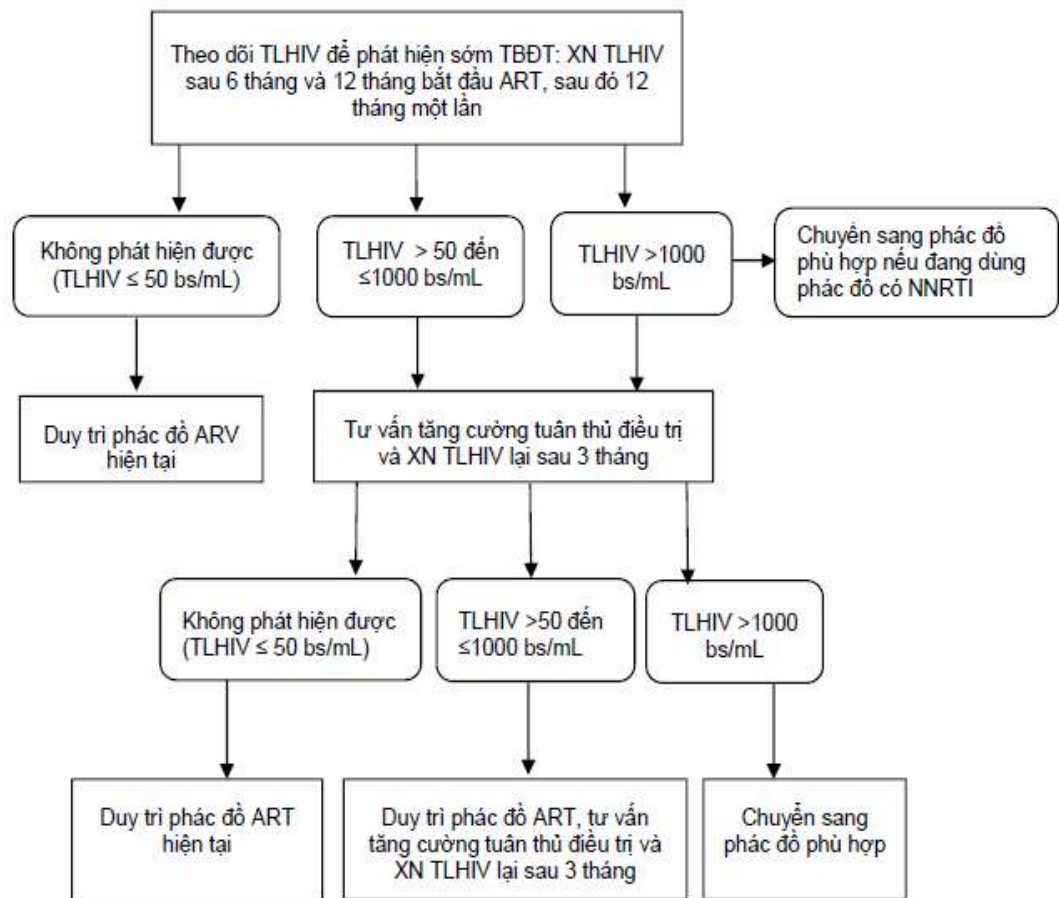 Theo dõi TLHIV để phát hiện sớm TBĐT: XN TLHIV
sau 6 tháng và 12 tháng bắt đầu ART, sau đó 12
tháng một lần
Không phát hiện được
(TLHIV ≤ 50 bs/mL)
TLHIV > 50 đến
≤1000 bs/mL
TLHIV >1000
bs/mL
Chuyển sang phác đồ
phù hợp nếu đang dùng
phác đồ có NNRTI
Duy trì phác đồ ARV
hiện tại
Tư vấn tăng cường tuân thủ điều trị
và XN TLHIV lại sau 3 tháng
Không phát hiện được
(TLHIV ≤ 50 bs/mL)
TLHIV >50 đến
≤1000 bs/mL
TLHIV >1000
bs/mL
Duy trì phác đồ ART
hiện tại
Duy trì phác đồ ART, tư vấn
tăng cường tuân thủ điều trị và
XN TLHIV lại sau 3 tháng
Chuyển sang
phác đồ phù hợp